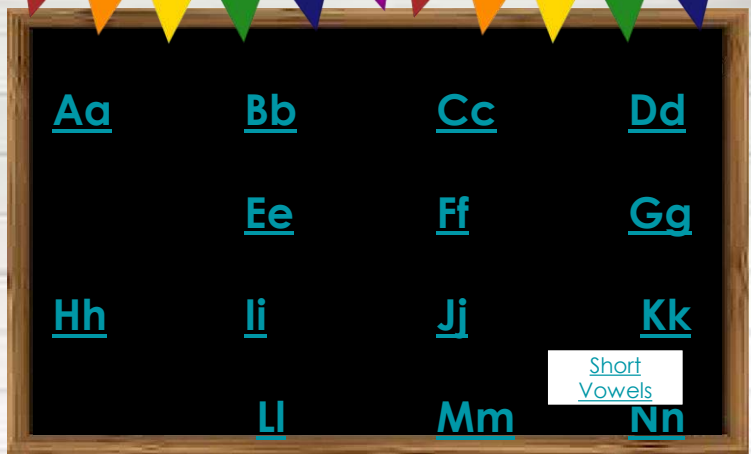 Aa Bb Cc Dd
Ee Ff Gg
Hh Ii Jj Kk
Short
Vowels
Ll Mm Nn